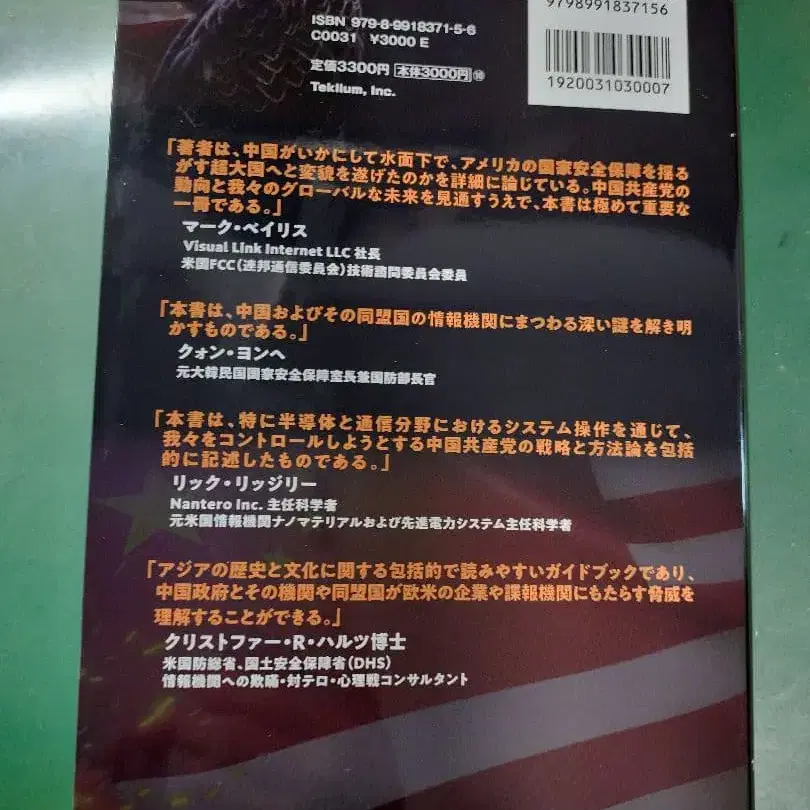 9798991837156
ISBN 979-8-9918371-5-6
C0031 ¥3000 E
定価3300円 本体3000円 ⑩
Tekilum, Inc.
1920031030007
「著者は、中国がいかにして水面下で、アメリカの国家安全保障を揺る
がす超大国へと変貌を遂げたのかを詳細に論じている。中国共産党の
動向と我々のグローバルな未来を見通すうえで、本書は極めて重要な
一冊である。」
マーク・ベイリス
Visual Link Internet LLC 社長
米国FCC（連邦通信委員会）技術諮問委員会委員
「本書は、中国およびその同盟国の情報機関にまつわる深い謎を解き明
かすものである。」
クォン・ヨンヘ
元大韓民国国家安全保障室長兼国防部長官
「本書は、特に半導体と通信分野におけるシステム操作を通じて、
我々をコントロールしようとする中国共産党の戦略と方法論を包括
的に記述したものである。」
リック・リッジリー
Nantero Inc. 主任科学者
元米国情報機関ナノマテリアルおよび先進電力システム主任科学者
「アジアの歴史と文化に関する包括的で読みやすいガイドブックであり、
中国政府とその機関や同盟国が欧米の企業や諜報機関にもたらす脅威を
理解することができる。」
クリストファー・R・ハルツ博士
米国防総省、国土安全保障省（DHS）
情報機関への欺瞞・対テロ・心理戦コンサルタント